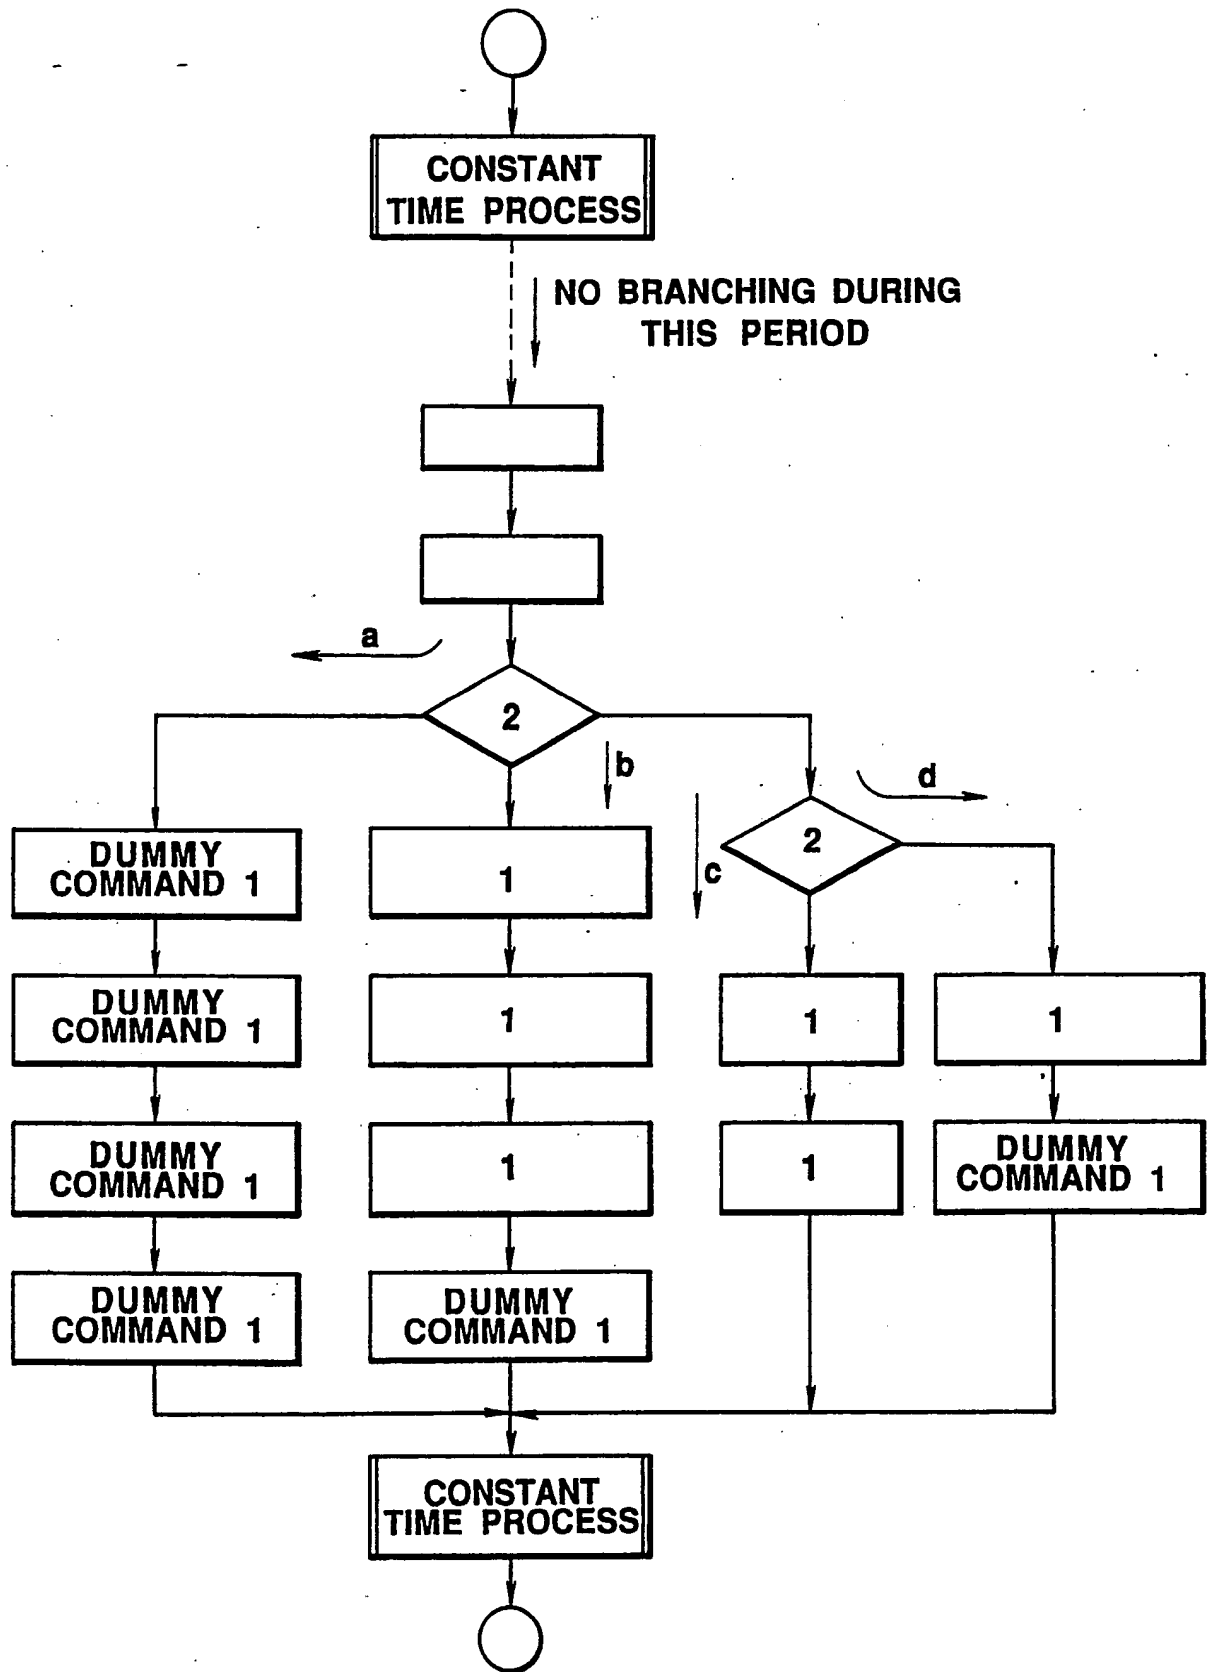 CONSTANT
TIME PROCESS
NO BRANCHING DURING
THIS PERIOD
a
2
b
d
2
c
DUMMY
COMMAND 1
1
DUMMY
COMMAND 1
1
1
1
DUMMY
COMMAND 1
1
1
DUMMY
COMMAND 1
DUMMY
COMMAND 1
DUMMY
COMMAND 1
CONSTANT
TIME PROCESS